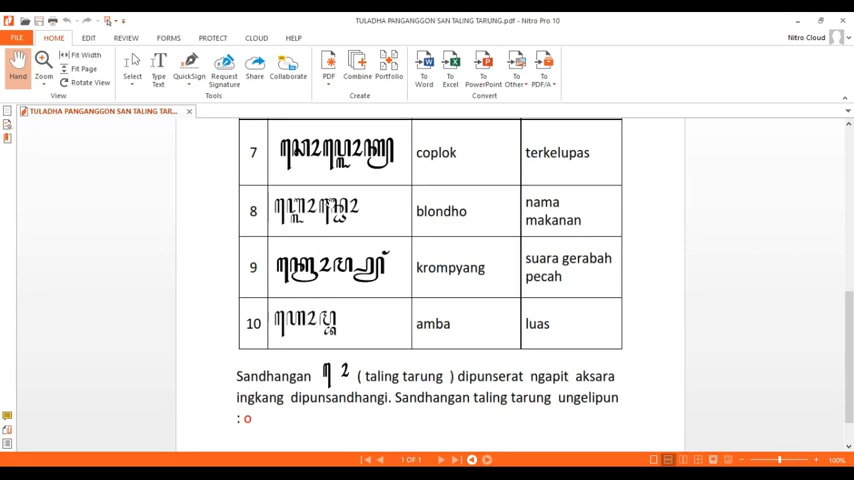 TULADHA PANGANGGON SAN TALING TARUNG.pdf - Nitro Pro 10
FILE HOME EDIT REVIEW FORMS PROTECT CLOUD HELP
Nitro Cloud
Hand
Zoom
Fit Width
Fit Page
Rotate View
View
Select
Type Text
QuickSign
Request Signature
Share
Collaborate
Tools
PDF
Combine
Portfolio
Create
To Word
To Excel
To PowerPoint
To Other
To PDF/A
Convert
TULADHA PANGANGGON SAN TALING TAR...
7 coplok terkelupas
8 blondho nama makanan
9 krompyang suara gerabah pecah
10 amba luas
Sandhangan ꦺ ꦴ ( taling tarung ) dipunserat ngapit aksara
ingkang dipunsandhangi. Sandhangan taling tarung ungelipun
: o
1 OF 1
100%